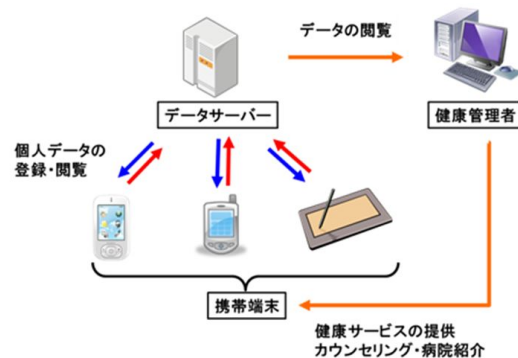 データの閲覧
データサーバー
健康管理者
個人データの
登録・閲覧
携帯端末
健康サービスの提供
カウンセリング・病院紹介